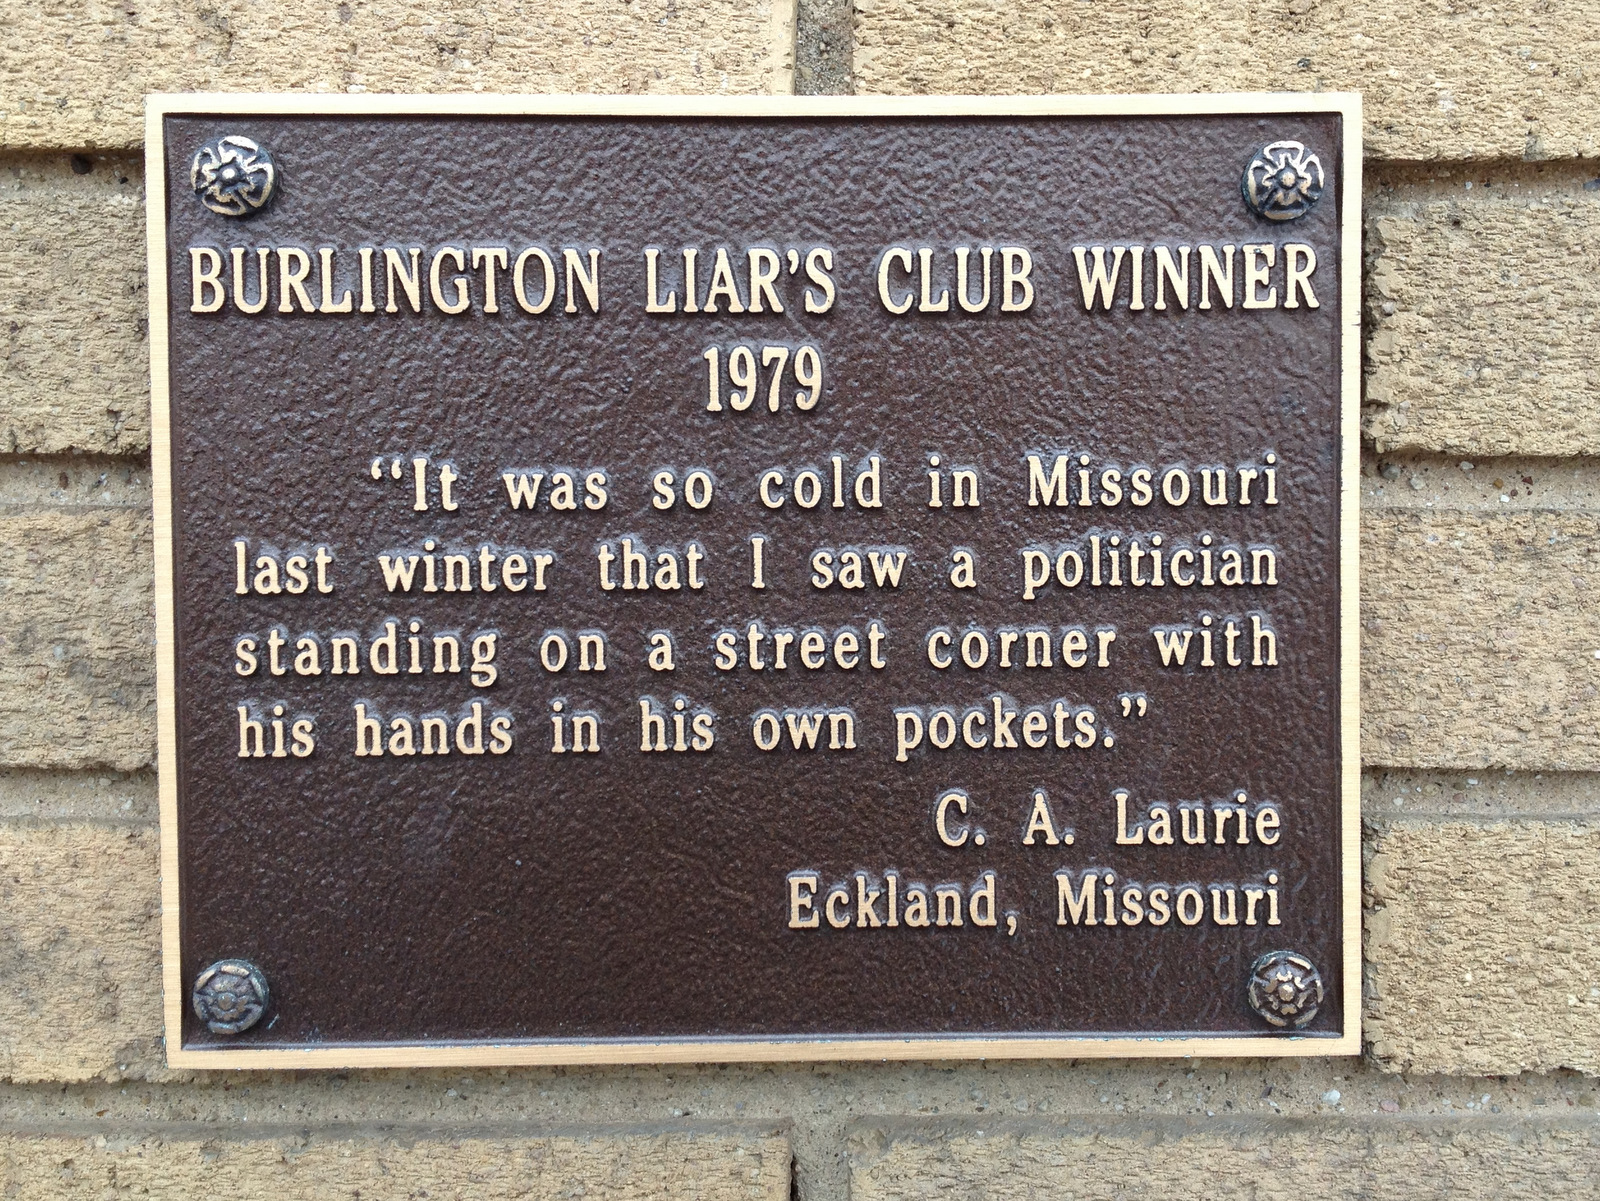 BURLINGTON LIAR'S CLUB WINNER
1979
“It was so cold in Missouri
last winter that I saw a politician
standing on a street corner with
his hands in his own pockets.”
C. A. Laurie
Eckland, Missouri